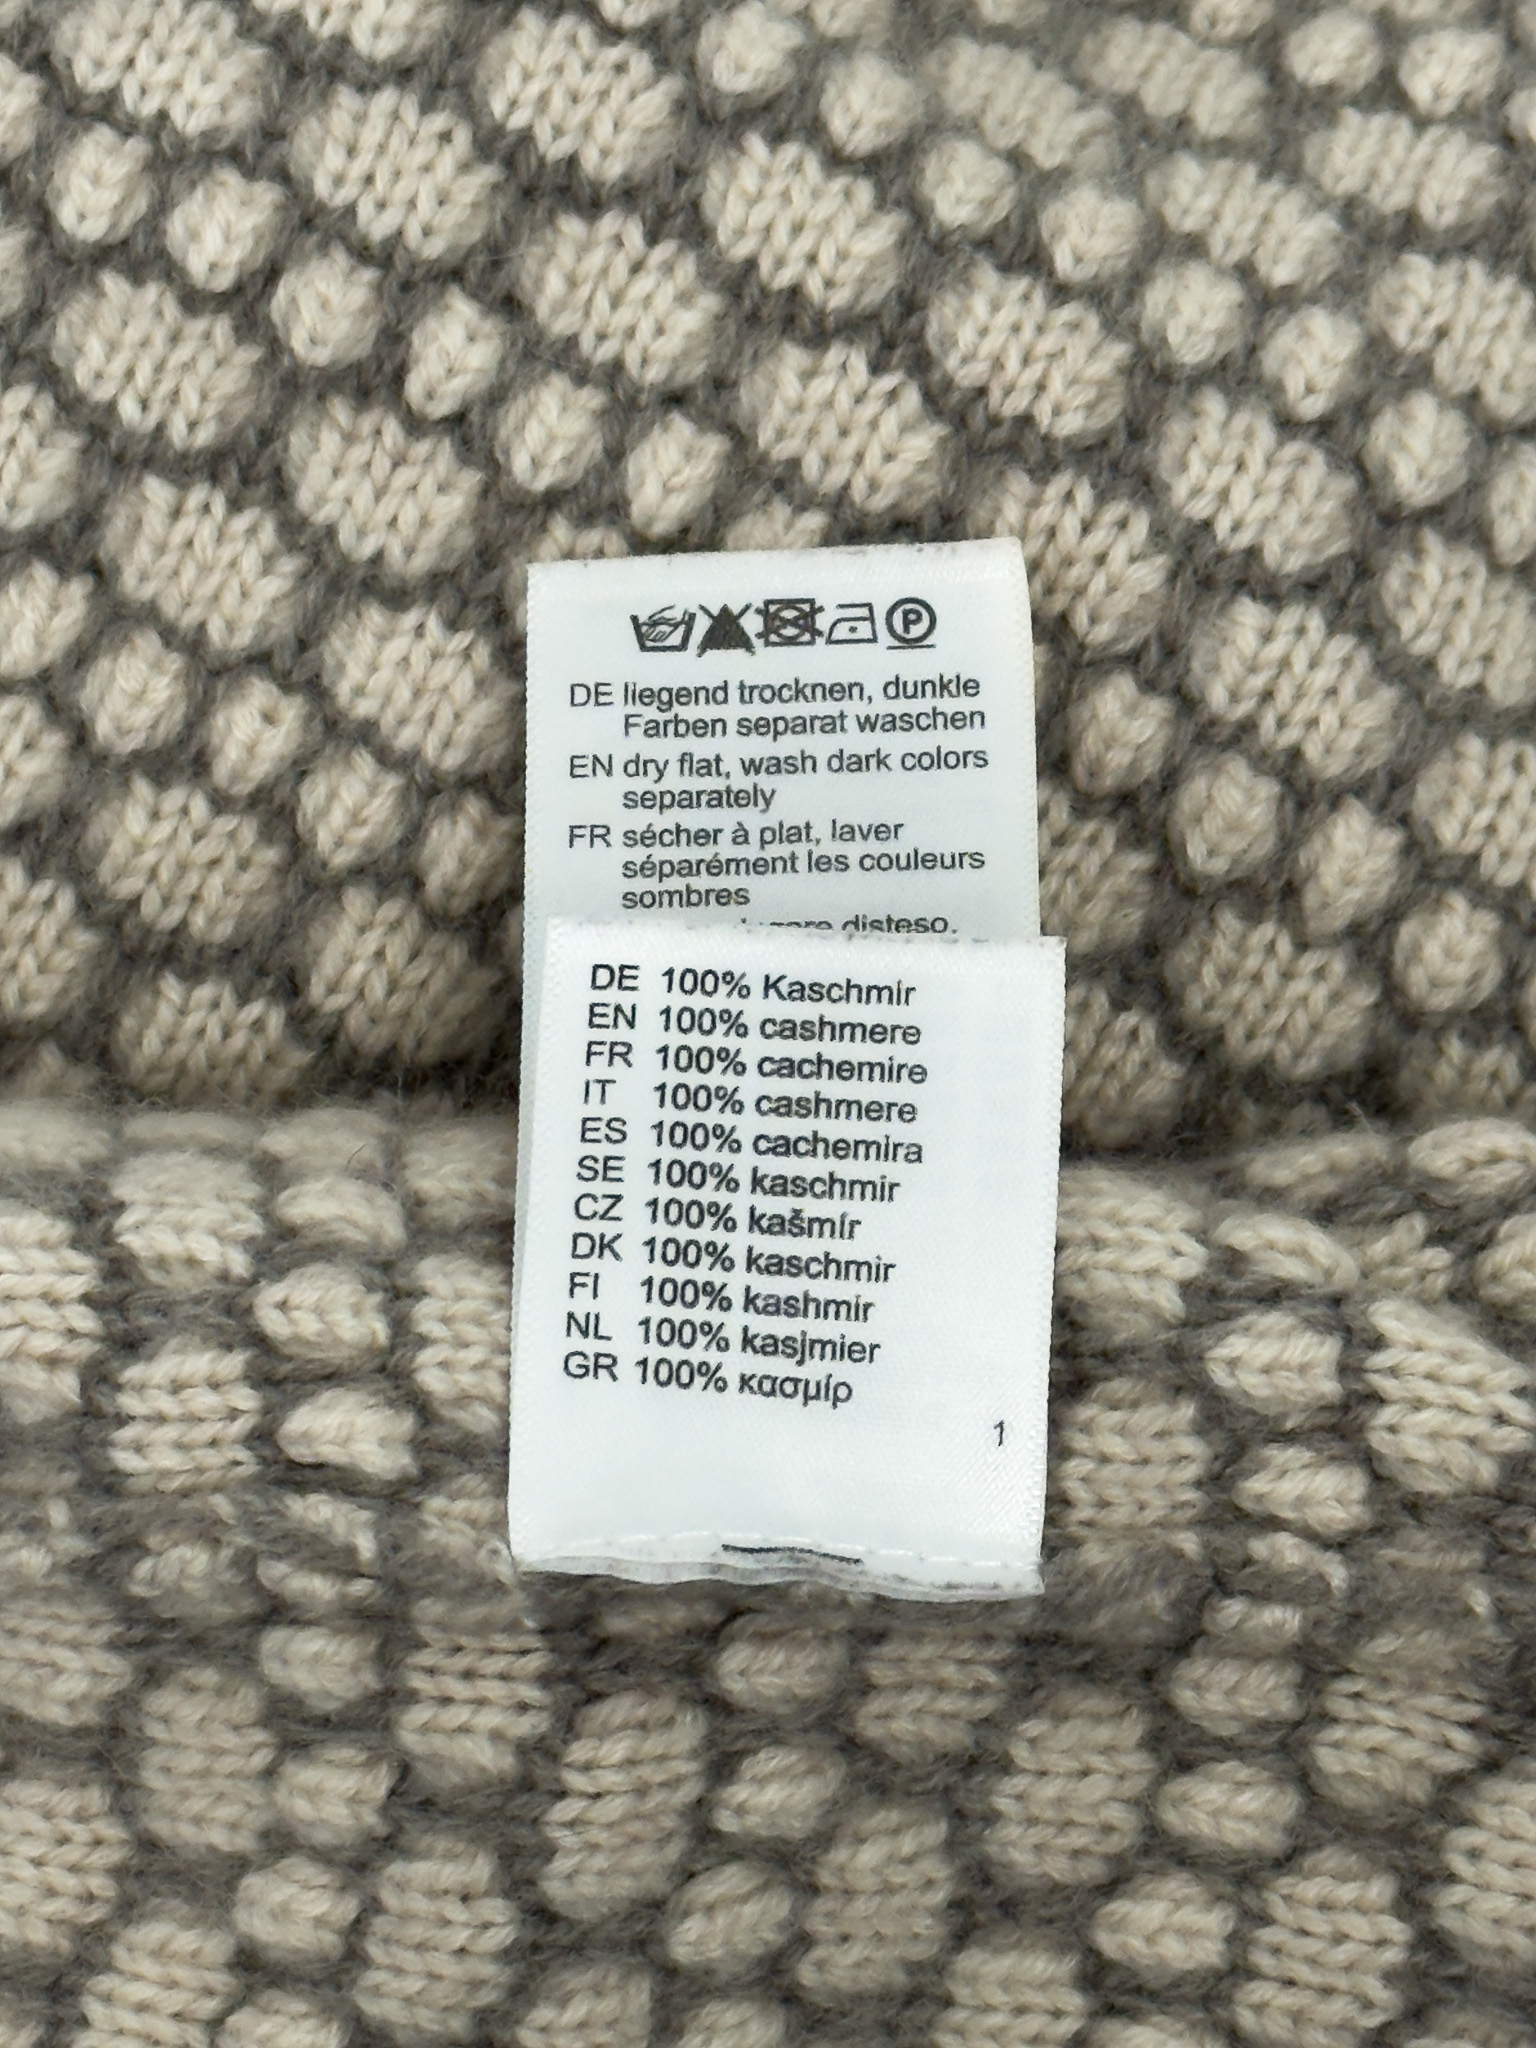 P
DE liegend trocknen, dunkle
Farben separat waschen
EN dry flat, wash dark colors
separately
FR sécher à plat, laver
séparément les couleurs
sombres
disteso,
DE 100% Kaschmir
EN 100% cashmere
FR 100% cachemire
IT 100% cashmere
ES 100% cachemira
SE 100% kaschmir
CZ 100% kašmír
DK 100% kaschmir
FI 100% kashmir
NL 100% kasjmier
GR 100% κασμίρ
1